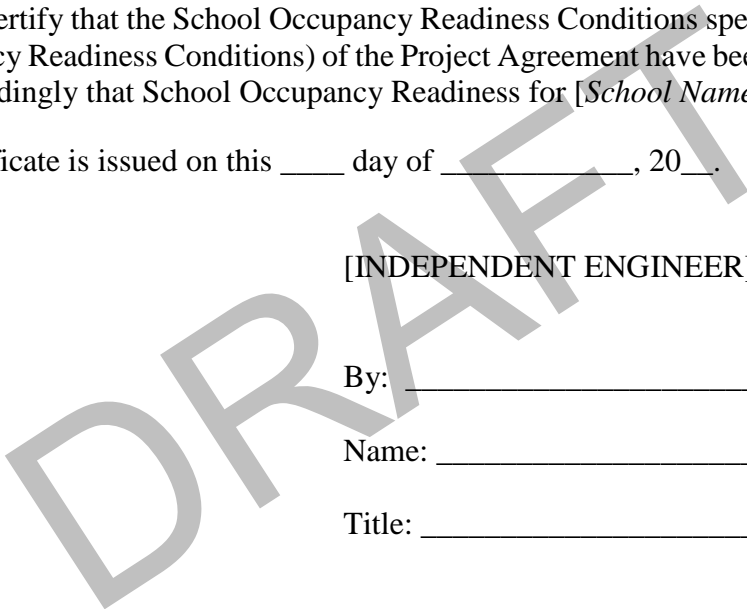 ertify that the School Occupancy Readiness Conditions spe
cy Readiness Conditions) of the Project Agreement have bee
dingly that School Occupancy Readiness for [School Name
ficate is issued on this ____ day of ____________, 20__.
[INDEPENDENT ENGINEER]
By: ______________________
Name: ____________________
Title: _____________________
DRAFT